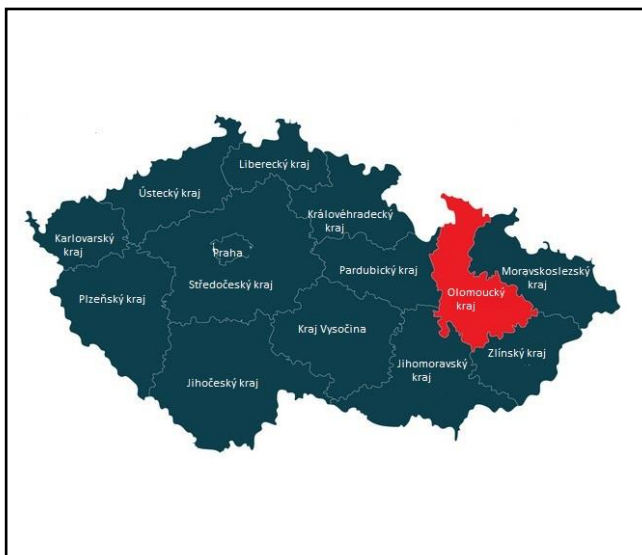 Liberecký kraj
Ústecký kraj
Královéhradecký
kraj
Karlovarský
kraj
Praha
Pardubický kraj
Moravskoslezský
kraj
Středočeský kraj
Plzeňský kraj
Olomoucký
kraj
Kraj Vysočina
Zlínský kraj
Jihomoravský
kraj
Jihočeský kraj